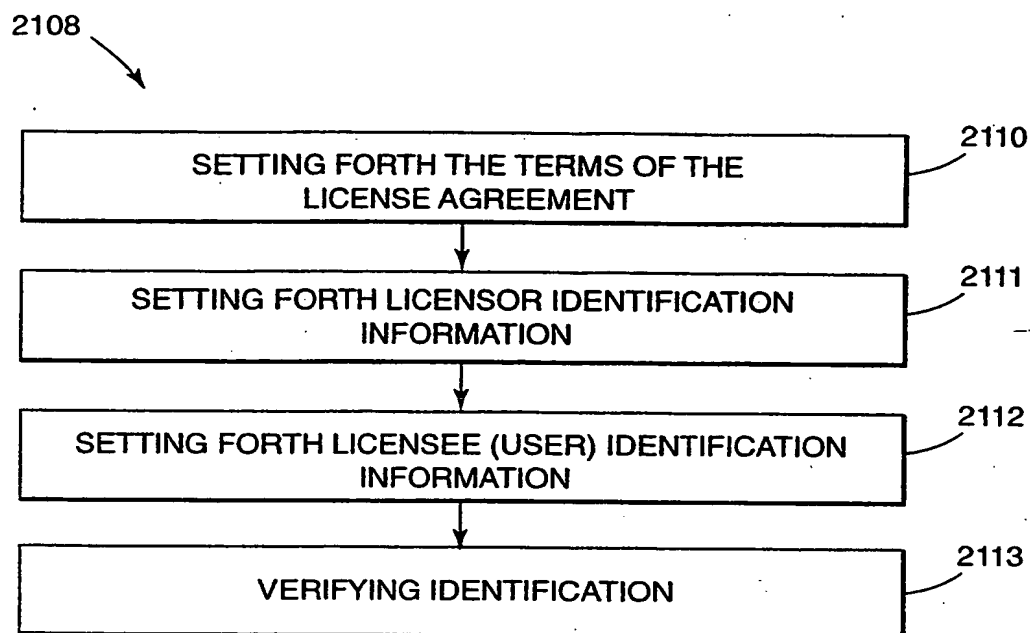 2108
2110
SETTING FORTH THE TERMS OF THE
LICENSE AGREEMENT
2111
SETTING FORTH LICENSOR IDENTIFICATION
INFORMATION
2112
SETTING FORTH LICENSEE (USER) IDENTIFICATION
INFORMATION
2113
VERIFYING IDENTIFICATION